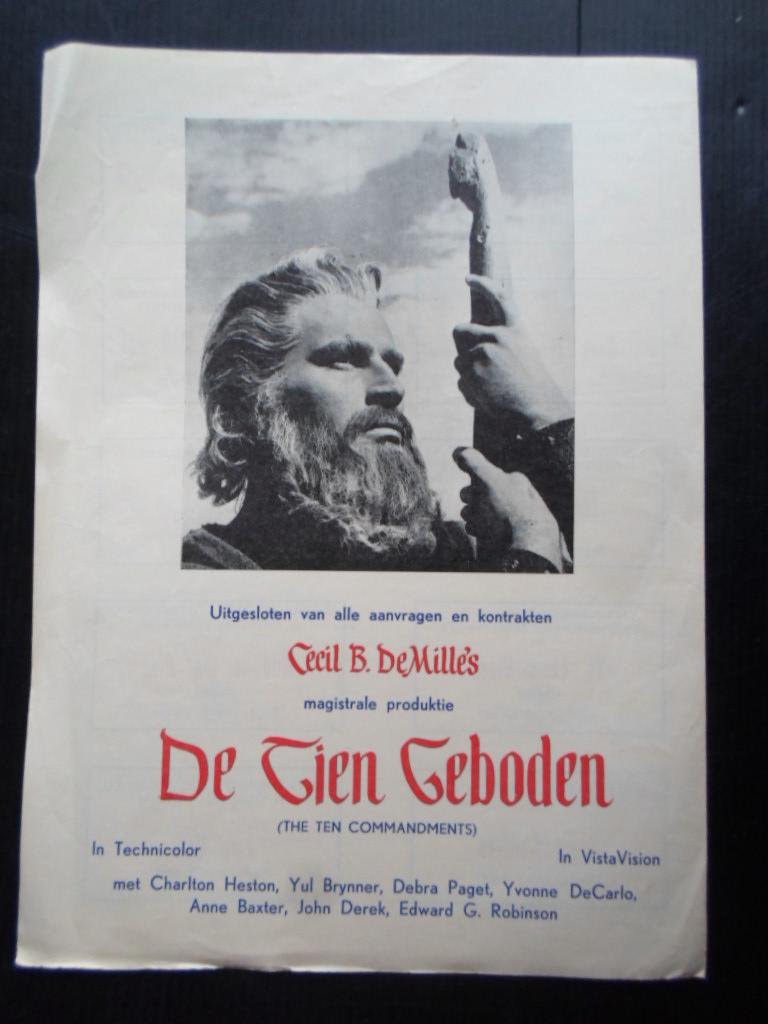 Uitgesloten van alle aanvragen en kontrakten
Cecil B. DeMille's
magistrale produktie
De Tien Geboden
(THE TEN COMMANDMENTS)
In Technicolor
In VistaVision
met Charlton Heston, Yul Brynner, Debra Paget, Yvonne DeCarlo,
Anne Baxter, John Derek, Edward G. Robinson